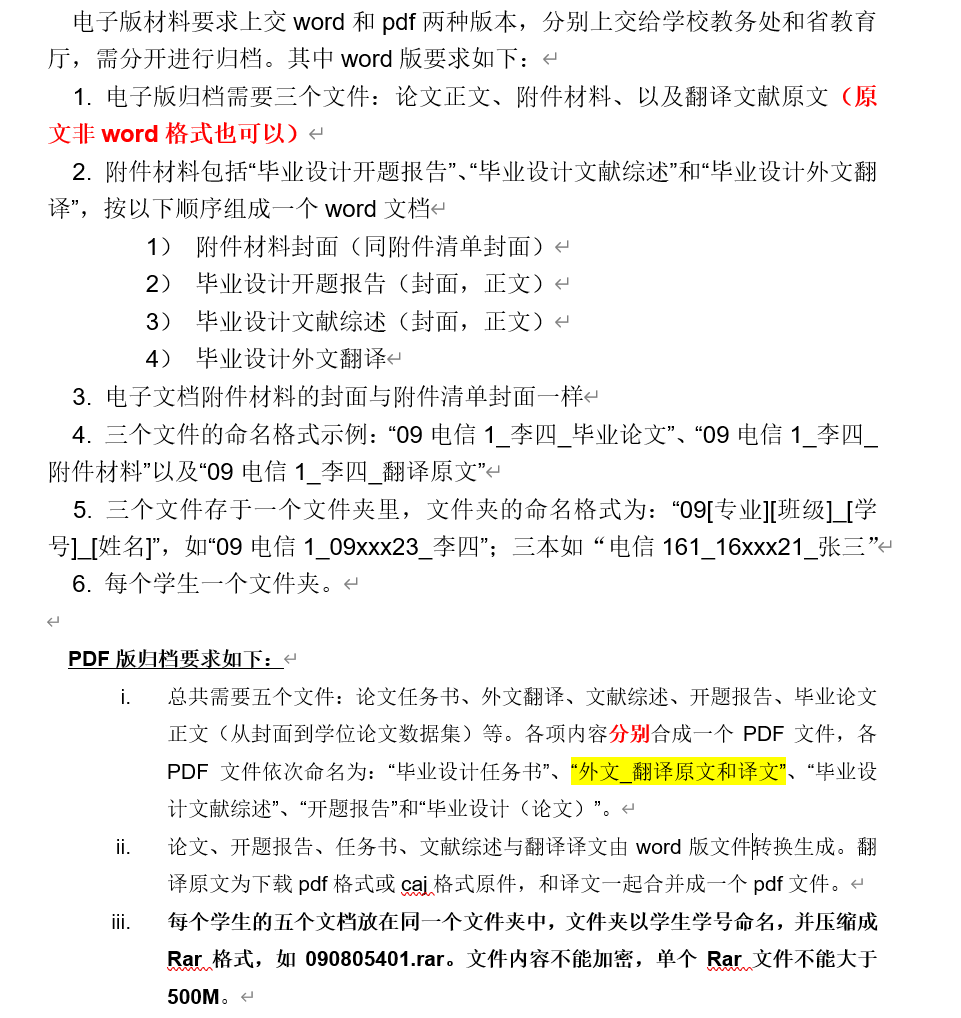 电子版材料要求上交 word 和 pdf 两种版本，分别上交给学校教务处和省教育
厅，需分开进行归档。其中 word 版要求如下：
1. 电子版归档需要三个文件：论文正文、附件材料、以及翻译文献原文（原
文非 word 格式也可以）
2. 附件材料包括“毕业设计开题报告”、“毕业设计文献综述”和“毕业设计外文翻
译”，按以下顺序组成一个 word 文档
1） 附件材料封面（同附件清单封面）
2） 毕业设计开题报告（封面，正文）
3） 毕业设计文献综述（封面，正文）
4） 毕业设计外文翻译
3. 电子文档附件材料的封面与附件清单封面一样
4. 三个文件的命名格式示例：“09 电信 1_李四_毕业论文”、“09 电信 1_李四_
附件材料”以及“09 电信 1_李四_翻译原文”
5. 三个文件存于一个文件夹里，文件夹的命名格式为：“09[专业][班级]_[学
号]_[姓名]”，如“09 电信 1_09xxx23_李四”；三本如“电信 161_16xxx21_张三”
6. 每个学生一个文件夹。
PDF 版归档要求如下：
i. 总共需要五个文件：论文任务书、外文翻译、文献综述、开题报告、毕业论文
正文（从封面到学位论文数据集）等。各项内容分别合成一个 PDF 文件，各
PDF 文件依次命名为：“毕业设计任务书”、“外文_翻译原文和译文”、“毕业设
计文献综述”、“开题报告”和“毕业设计（论文）”。
ii. 论文、开题报告、任务书、文献综述与翻译译文由 word 版文件转换生成。翻
译原文为下载 pdf 格式或 caj 格式原件，和译文一起合并成一个 pdf 文件。
iii. 每个学生的五个文档放在同一个文件夹中，文件夹以学生学号命名，并压缩成
Rar 格式，如 090805401.rar。文件内容不能加密，单个 Rar 文件不能大于
500M。